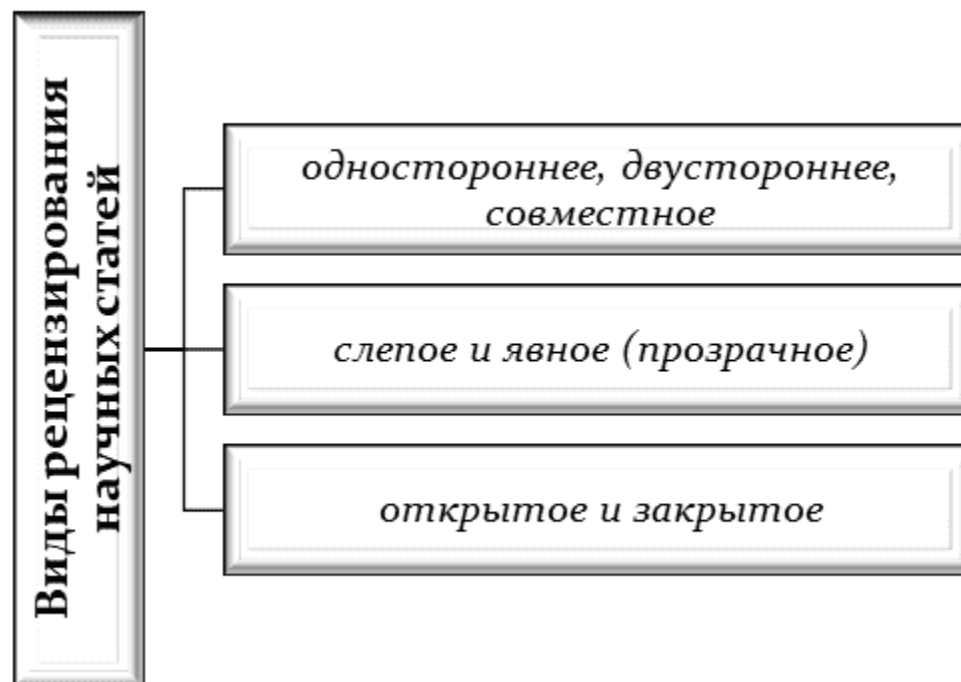 Виды рецензирования
научных статей
одностороннее, двустороннее,
совместное
слепое и явное (прозрачное)
открытое и закрытое